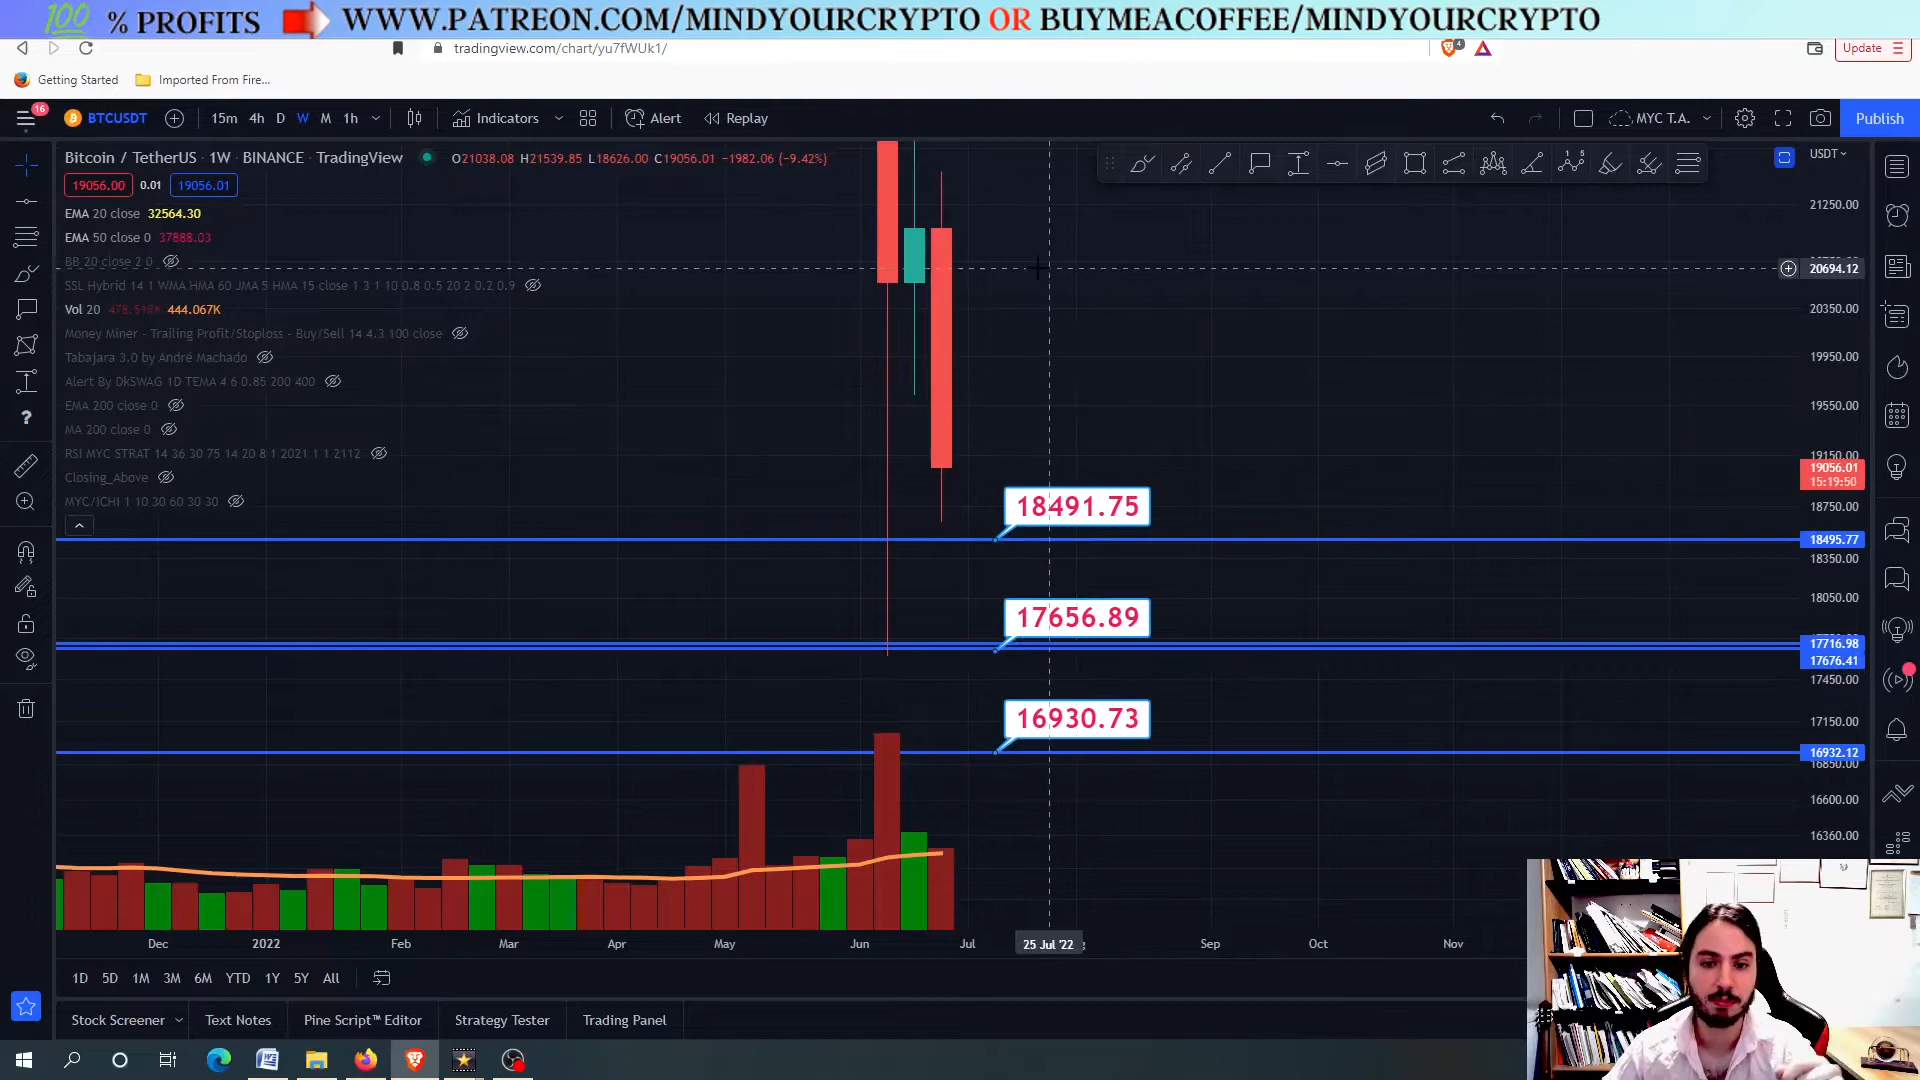 100 % PROFITS WWW.PATREON.COM/MINDYOURCRYPTO OR BUYMEACOFFEE/MINDYOURCRYPTO
tradingview.com/chart/yu7fWUk1/
4
Update
Getting Started Imported From Fire...
16 BTCUSDT 15m 4h D W M 1h Indicators Alert Replay MYC T.A. Publish
Bitcoin / TetherUS · 1W · BINANCE · TradingView O21038.08 H21539.85 L18626.00 C19056.01 −1982.06 (−9.42%) USDT
19056.00 0.01 19056.01
EMA 20 close 32564.30
EMA 50 close 0 37888.03
BB 20 close 2 0
SSL Hybrid 14 1 WMA HMA 60 JMA 5 HMA 15 close 1 3 1 10 0.8 0.5 20 2 0.2 0.9
Vol 20 478.518K 444.067K
Money Miner - Trailing Profit/Stoploss - Buy/Sell 14 4.3 100 close
Tabajara 3.0 by André Machado
Alert By DkSWAG 1D TEMA 4 6 0.85 200 400
EMA 200 close 0
MA 200 close 0
RSI MYC STRAT 14 36 30 75 14 20 8 1 2021 1 1 2112
Closing_Above
MYC/ICHI 1 10 30 60 30 30
21250.00
20694.12
20350.00
19950.00
19550.00
19150.00
19056.01
15:19:50
18750.00
18491.75
18495.77
18350.00
18050.00
17656.89
17716.98
17676.41
17450.00
17150.00
16930.73
16932.12
16850.00
16600.00
16360.00
Dec 2022 Feb Mar Apr May Jun Jul 25 Jul '22 Sep Oct Nov
1D 5D 1M 3M 6M YTD 1Y 5Y All
Stock Screener Text Notes Pine Script™ Editor Strategy Tester Trading Panel